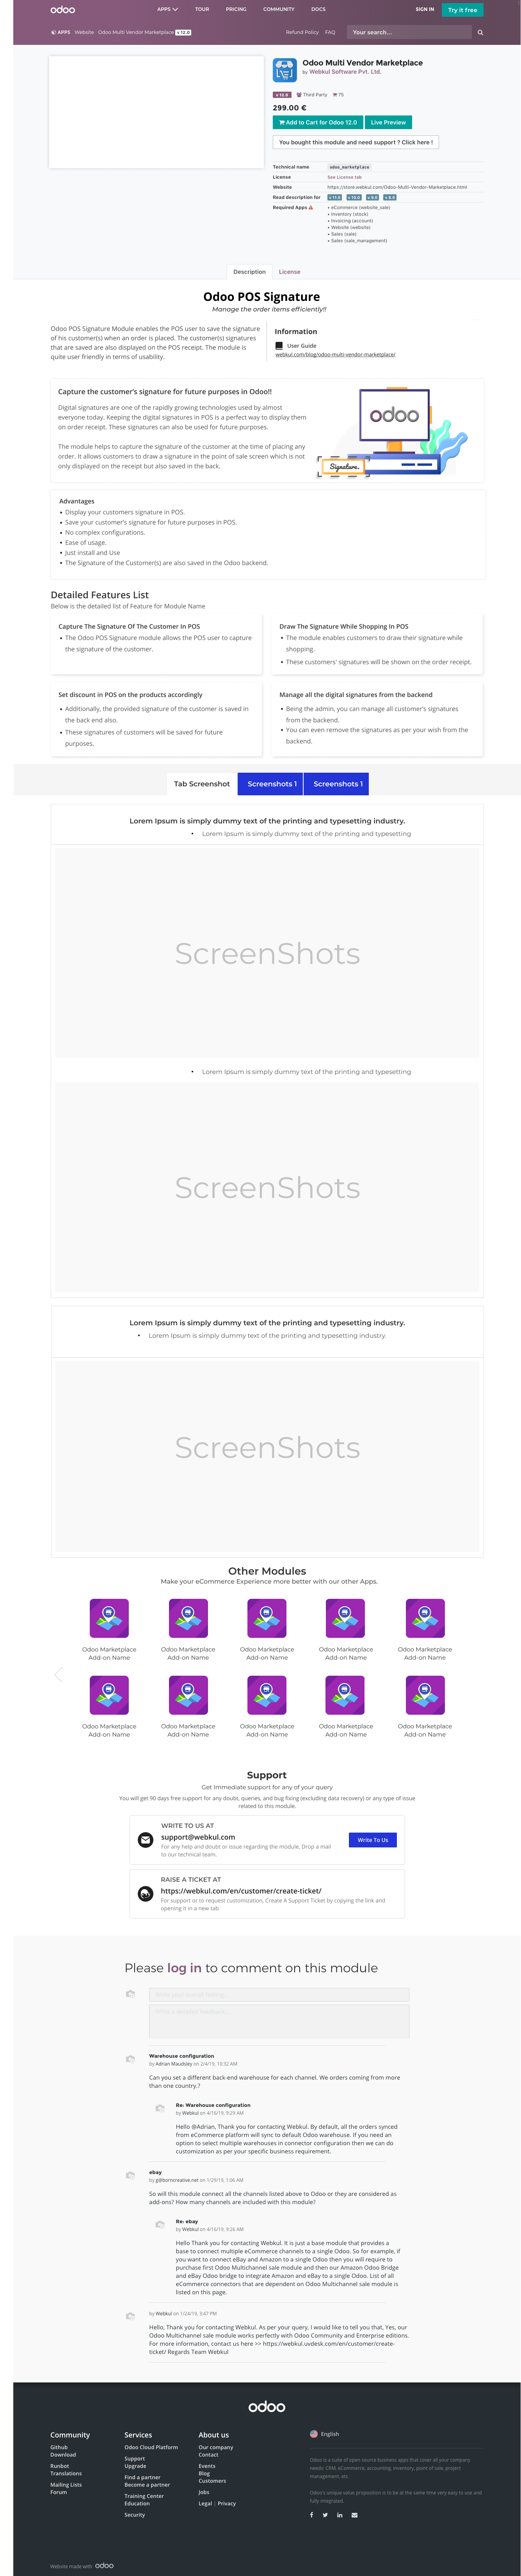 odoo
APPS TOUR PRICING COMMUNITY DOCS SIGN IN Try it free
APPS Website Odoo Multi Vendor Marketplace v 12.0 Refund Policy FAQ Your search...
Odoo Multi Vendor Marketplace
by Webkul Software Pvt. Ltd.
v 12.0 Third Party 75
299.00 €
Add to Cart for Odoo 12.0 Live Preview
You bought this module and need support ? Click here !
Technical name odoo_marketplace
License See License tab
Website https://store.webkul.com/Odoo-Multi-Vendor-Marketplace.html
Read description for v 11.0 v 10.0 v 9.0 v 8.0
Required Apps • eCommerce (website_sale)
• Inventory (stock)
• Invoicing (account)
• Website (website)
• Sales (sale)
• Sales (sale_management)
Description License
Odoo POS Signature
Manage the order items efficiently!!
Odoo POS Signature Module enables the POS user to save the signature
of his customer(s) when an order is placed. The customer(s) signatures
that are saved are also displayed on the POS receipt. The module is
quite user friendly in terms of usability.
Information
User Guide
webkul.com/blog/odoo-multi-vendor-marketplace/
Capture the customer's signature for future purposes in Odoo!!
Digital signatures are one of the rapidly growing technologies used by almost
everyone today. Keeping the digital signatures in POS is a perfect way to display them
on order receipt. These signatures can also be used for future purposes.
The module helps to capture the signature of the customer at the time of placing any
order. It allows customers to draw a signature in the point of sale screen which is not
only displayed on the receipt but also saved in the back.
odoo
Signature.
Advantages
• Display your customers signature in POS.
• Save your customer's signature for future purposes in POS.
• No complex configurations.
• Ease of usage.
• Just install and Use
• The Signature of the Customer(s) are also saved in the Odoo backend.
Detailed Features List
Below is the detailed list of Feature for Module Name
Capture The Signature Of The Customer In POS
• The Odoo POS Signature module allows the POS user to capture
the signature of the customer.
Draw The Signature While Shopping In POS
• The module enables customers to draw their signature while
shopping.
• These customers' signatures will be shown on the order receipt.
Set discount in POS on the products accordingly
• Additionally, the provided signature of the customer is saved in
the back end also.
• These signatures of customers will be saved for future
purposes.
Manage all the digital signatures from the backend
• Being the admin, you can manage all customer's signatures
from the backend.
• You can even remove the signatures as per your wish from the
backend.
Tab Screenshot Screenshots 1 Screenshots 1
Lorem Ipsum is simply dummy text of the printing and typesetting industry.
• Lorem Ipsum is simply dummy text of the printing and typesetting
ScreenShots
• Lorem Ipsum is simply dummy text of the printing and typesetting
ScreenShots
Lorem Ipsum is simply dummy text of the printing and typesetting industry.
• Lorem Ipsum is simply dummy text of the printing and typesetting industry.
ScreenShots
Other Modules
Make your eCommerce Experience more better with our other Apps.
Odoo Marketplace Odoo Marketplace Odoo Marketplace Odoo Marketplace Odoo Marketplace
Add-on Name Add-on Name Add-on Name Add-on Name Add-on Name
Odoo Marketplace Odoo Marketplace Odoo Marketplace Odoo Marketplace Odoo Marketplace
Add-on Name Add-on Name Add-on Name Add-on Name Add-on Name
Support
Get Immediate support for any of your query
You will get 90 days free support for any doubt, queries, and bug fixing (excluding data recovery) or any type of issue
related to this module.
WRITE TO US AT
support@webkul.com
For any help and doubt or issue regarding the module, Drop a mail
to our technical team.
Write To Us
RAISE A TICKET AT
https://webkul.com/en/customer/create-ticket/
For support or to request customization, Create A Support Ticket by copying the link and
opening it in a new tab
Please log in to comment on this module
Warehouse configuration
by Adrian Maudsley on 2/4/19, 10:32 AM
Can you set a different back-end warehouse for each channel. We orders coming from more
than one country.?
Re: Warehouse configuration
by Webkul on 4/16/19, 9:29 AM
Hello @Adrian, Thank you for contacting Webkul. By default, all the orders synced
from eCommerce platform will sync to default Odoo warehouse. If you need an
option to select multiple warehouses in connector configuration then we can do
customization as per your specific business requirement.
ebay
by g@borncreative.net on 1/29/19, 1:06 AM
So will this module connect all the channels listed above to Odoo or they are considered as
add-ons? How many channels are included with this module?
Re: ebay
by Webkul on 4/16/19, 9:26 AM
Hello Thank you for contacting Webkul. It is just a base module that provides a
base to connect multiple eCommerce channels to a single Odoo. So for example, if
you want to connect eBay and Amazon to a single Odoo then you will require to
purchase first Odoo Multichannel sale module and then our Amazon Odoo Bridge
and eBay Odoo bridge to integrate Amazon and eBay to a single Odoo. List of all
eCommerce connectors that are dependent on Odoo Multichannel sale module is
listed on this page.
by Webkul on 1/24/19, 3:47 PM
Hello, Thank you for contacting Webkul. As per your query, I would like to tell you that, Yes, our
Odoo Multichannel sale module works perfectly with Odoo Community and Enterprise editions.
For more information, contact us here >> https://webkul.uvdesk.com/en/customer/create-
ticket/ Regards Team Webkul
odoo
Community
Github
Download
Runbot
Translations
Mailing Lists
Forum
Services
Odoo Cloud Platform
Support
Upgrade
Find a partner
Become a partner
Training Center
Education
Security
About us
Our company
Contact
Events
Blog
Customers
Jobs
Legal | Privacy
English
Odoo is a suite of open source business apps that cover all your company
needs: CRM, eCommerce, accounting, inventory, point of sale, project
management, etc.
Odoo's unique value proposition is to be at the same time very easy to use and
fully integrated.
Website made with odoo